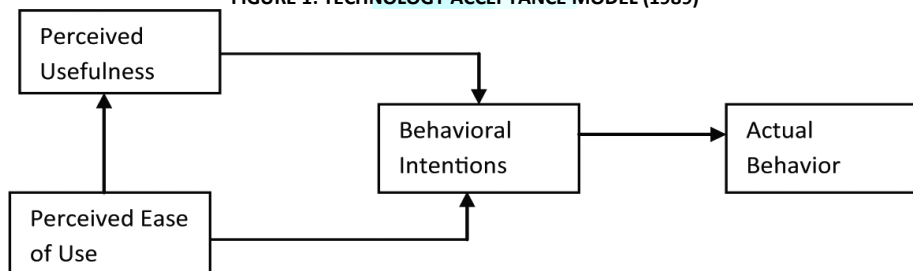 FIGURE 1: TECHNOLOGY ACCEPTANCE MODEL (1989)
Perceived
Usefulness
Behavioral
Intentions
Actual
Behavior
Perceived Ease
of Use